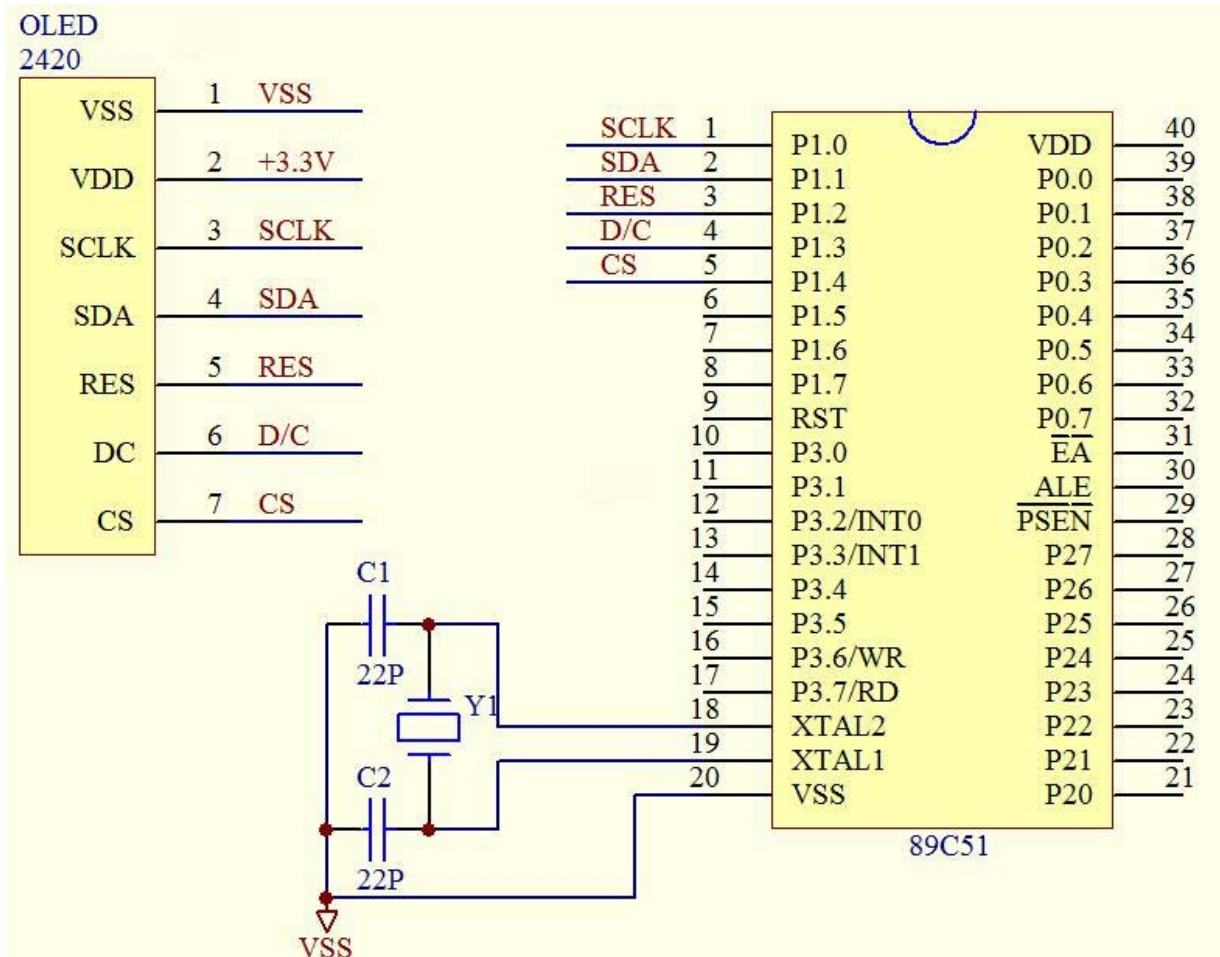 OLED
2420
VSS 1 VSS
VDD 2 +3.3V
SCLK 3 SCLK
SDA 4 SDA
RES 5 RES
DC 6 D/C
CS 7 CS
SCLK 1 P1.0 VDD 40
SDA 2 P1.1 P0.0 39
RES 3 P1.2 P0.1 38
D/C 4 P1.3 P0.2 37
CS 5 P1.4 P0.3 36
6 P1.5 P0.4 35
7 P1.6 P0.5 34
8 P1.7 P0.6 33
9 RST P0.7 32
10 P3.0 EA 31
11 P3.1 ALE 30
12 P3.2/INT0 PSEN 29
13 P3.3/INT1 P27 28
14 P3.4 P26 27
15 P3.5 P25 26
16 P3.6/WR P24 25
17 P3.7/RD P23 24
18 XTAL2 P22 23
19 XTAL1 P21 22
20 VSS P20 21
89C51
C1
22P
Y1
C2
22P
VSS